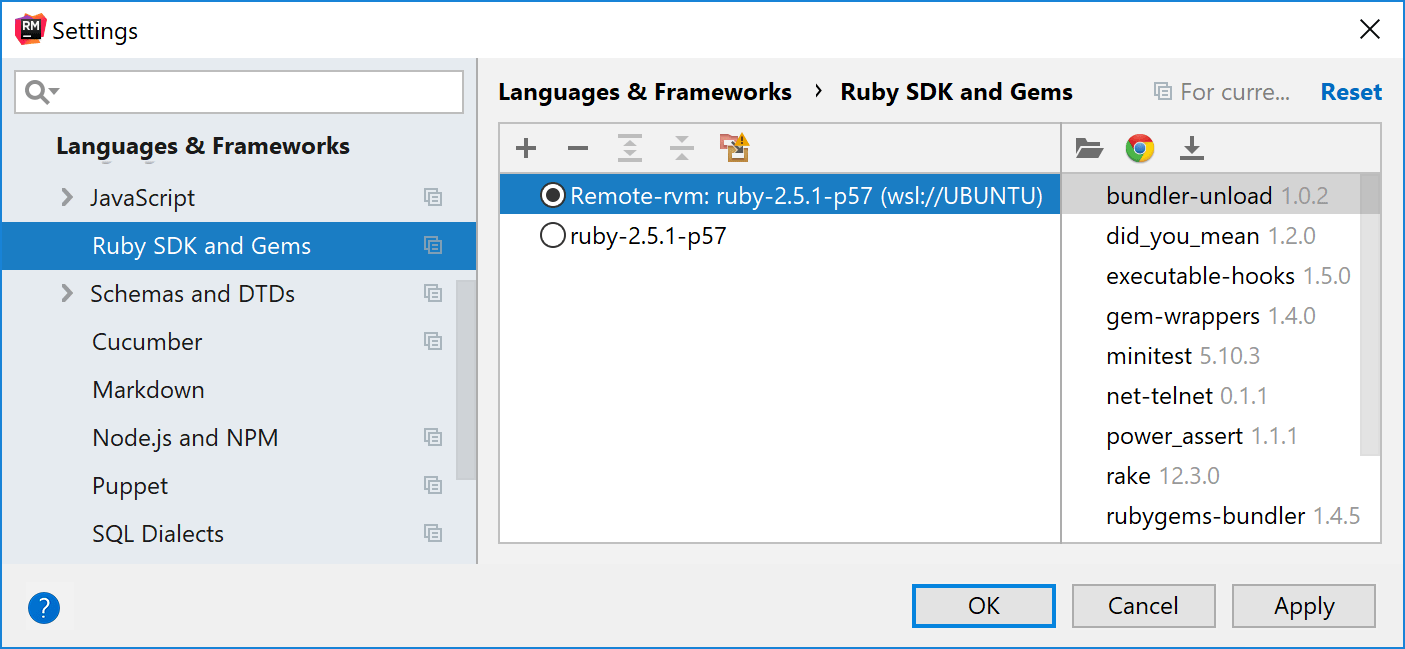 RM
Settings
Languages & Frameworks
JavaScript
Ruby SDK and Gems
Schemas and DTDs
Cucumber
Markdown
Node.js and NPM
Puppet
SQL Dialects
Languages & Frameworks › Ruby SDK and Gems
For curre...
Reset
Remote-rvm: ruby-2.5.1-p57 (wsl://UBUNTU)
ruby-2.5.1-p57
bundler-unload 1.0.2
did_you_mean 1.2.0
executable-hooks 1.5.0
gem-wrappers 1.4.0
minitest 5.10.3
net-telnet 0.1.1
power_assert 1.1.1
rake 12.3.0
rubygems-bundler 1.4.5
?
OK
Cancel
Apply